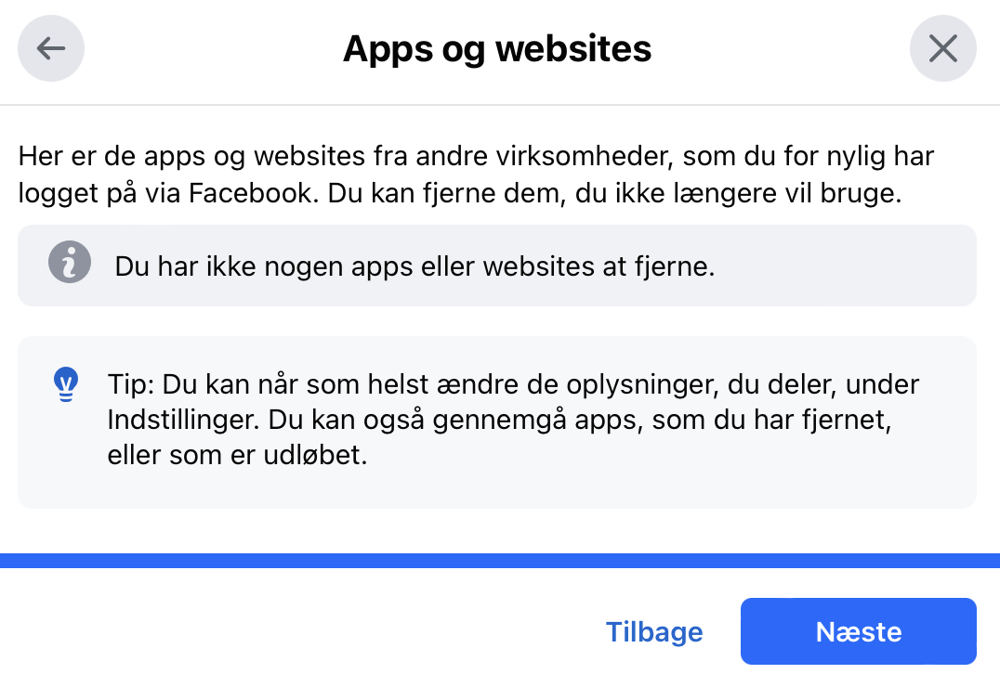 Apps og websites
Her er de apps og websites fra andre virksomheder, som du for nylig har
logget på via Facebook. Du kan fjerne dem, du ikke længere vil bruge.
Du har ikke nogen apps eller websites at fjerne.
Tip: Du kan når som helst ændre de oplysninger, du deler, under
Indstillinger. Du kan også gennemgå apps, som du har fjernet,
eller som er udløbet.
Tilbage
Næste